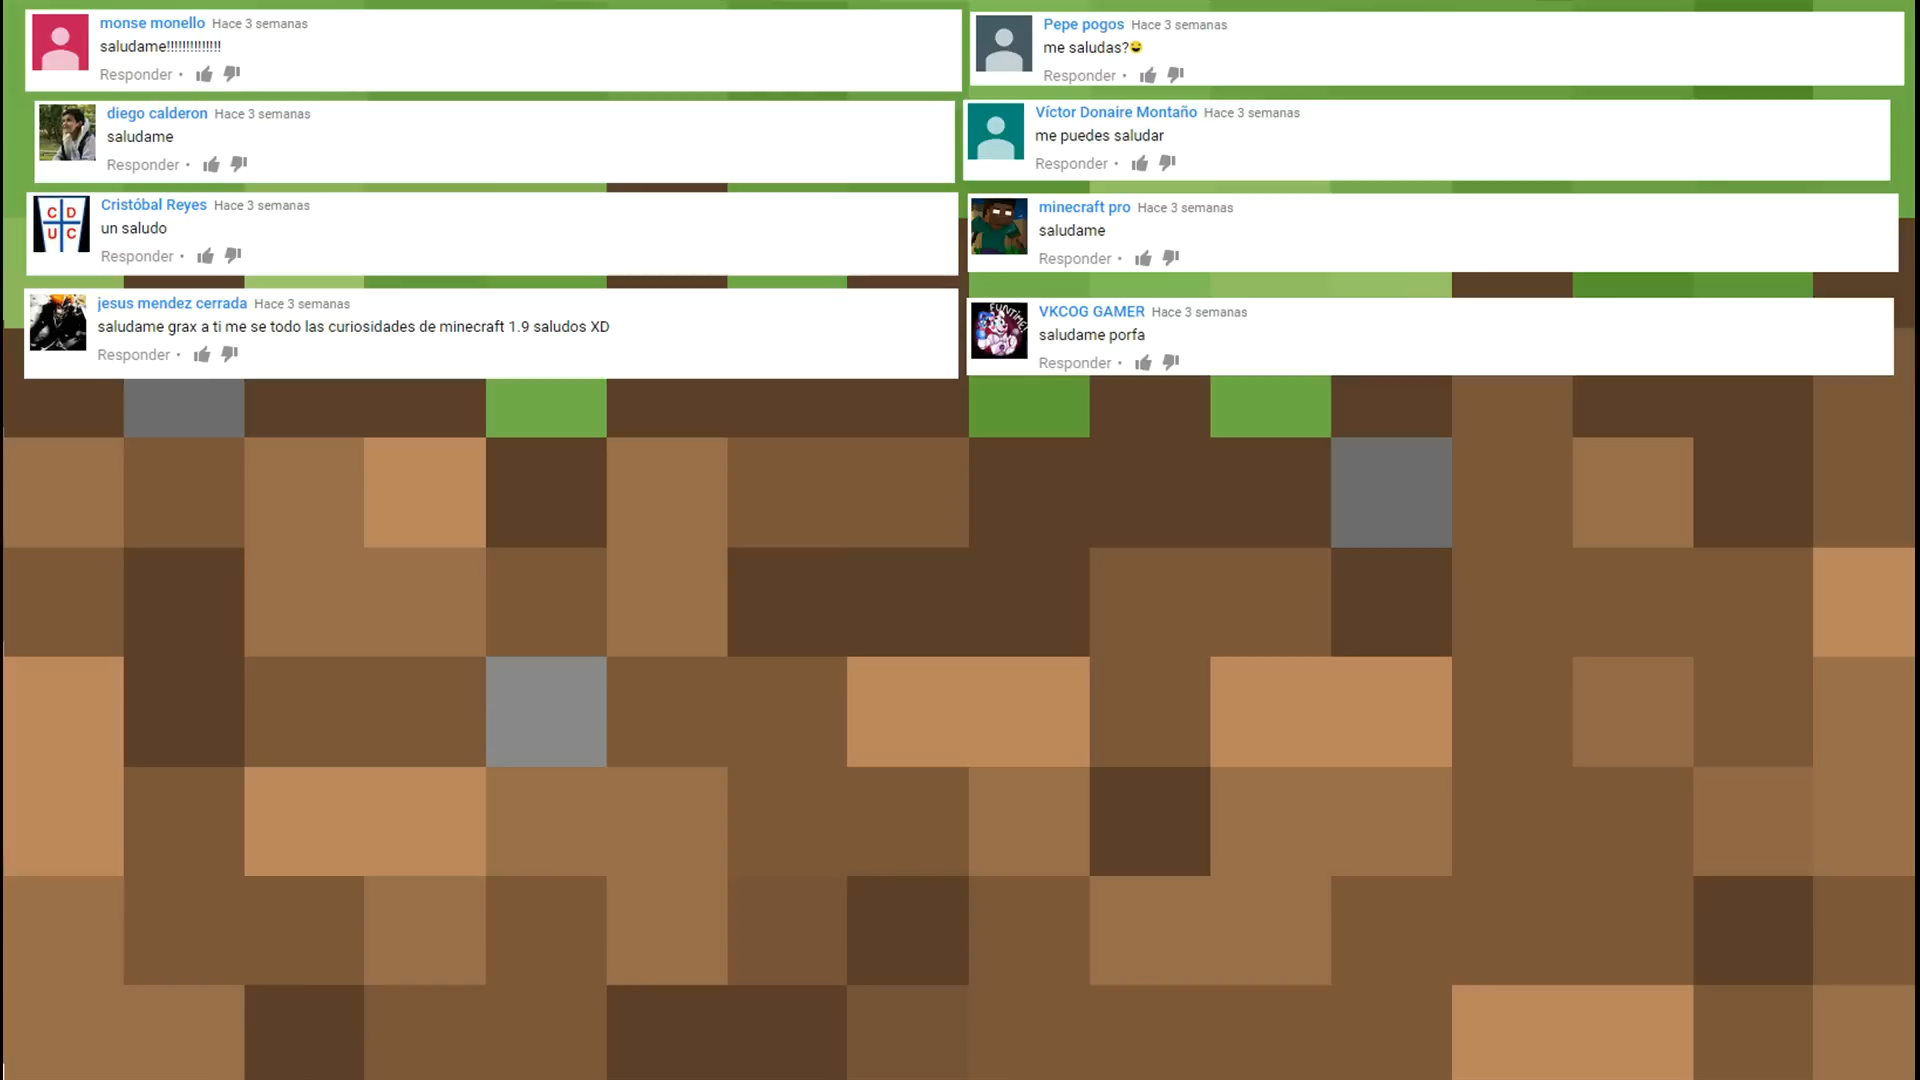 monse monello Hace 3 semanas
saludame!!!!!!!!!!!!!!
Responder •
diego calderon Hace 3 semanas
saludame
Responder •
Cristóbal Reyes Hace 3 semanas
un saludo
Responder •
C D
U C
jesus mendez cerrada Hace 3 semanas
saludame grax a ti me se todo las curiosidades de minecraft 1.9 saludos XD
Responder •
Pepe pogos Hace 3 semanas
me saludas?😄
Responder •
Víctor Donaire Montaño Hace 3 semanas
me puedes saludar
Responder •
minecraft pro Hace 3 semanas
saludame
Responder •
VKCOG GAMER Hace 3 semanas
saludame porfa
Responder •